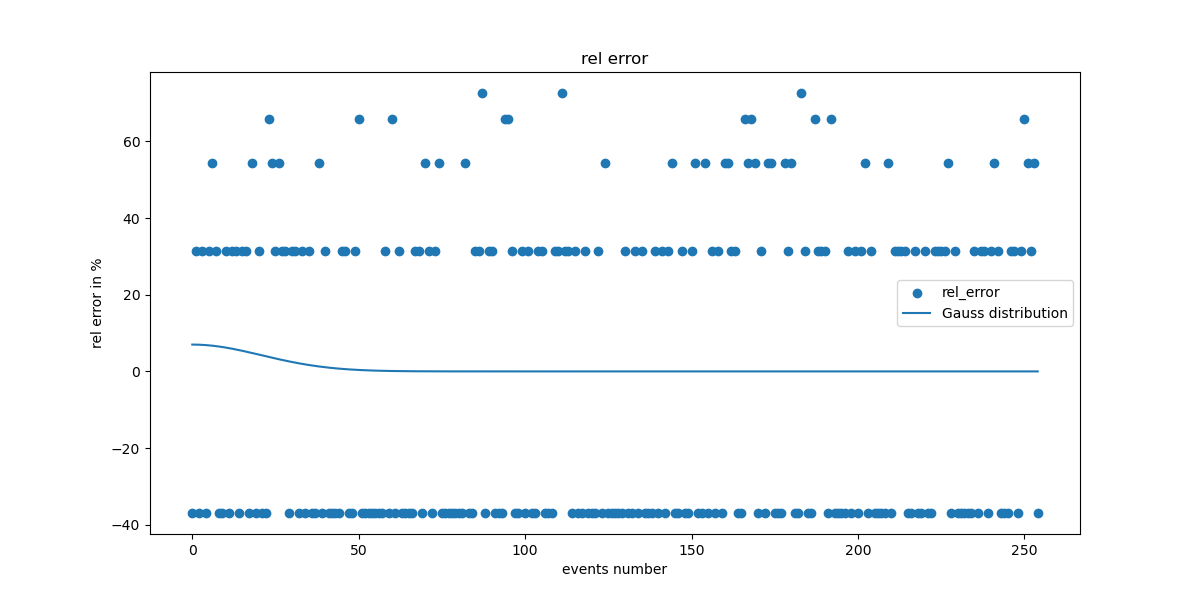 rel error
60
40
20
0
−20
−40
rel error in %
rel_error
Gauss distribution
0 50 100 150 200 250
events number